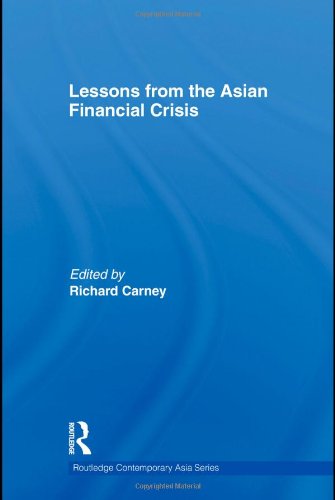 Lessons from the Asian
Financial Crisis
Edited by
Richard Carney
ROUTLEDGE
Routledge Contemporary Asia Series